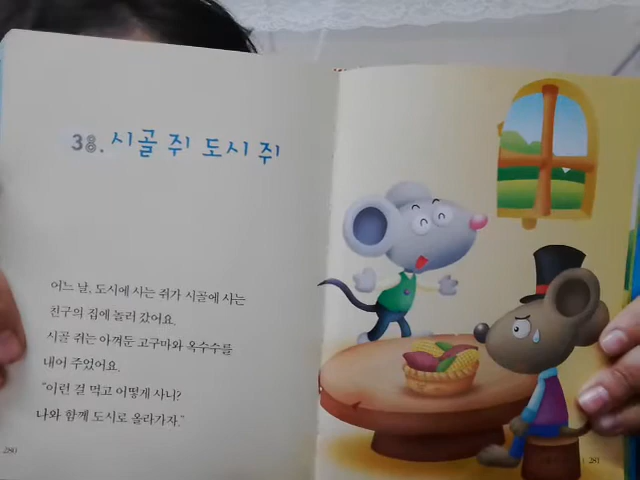 38. 시골 쥐 도시 쥐
어느 날, 도시에 사는 쥐가 시골에 사는
친구의 집에 놀러 갔어요.
시골 쥐는 아껴둔 고구마와 옥수수를
내어 주었어요.
"이런 걸 먹고 어떻게 사니?
나와 함께 도시로 올라가자."
280
281